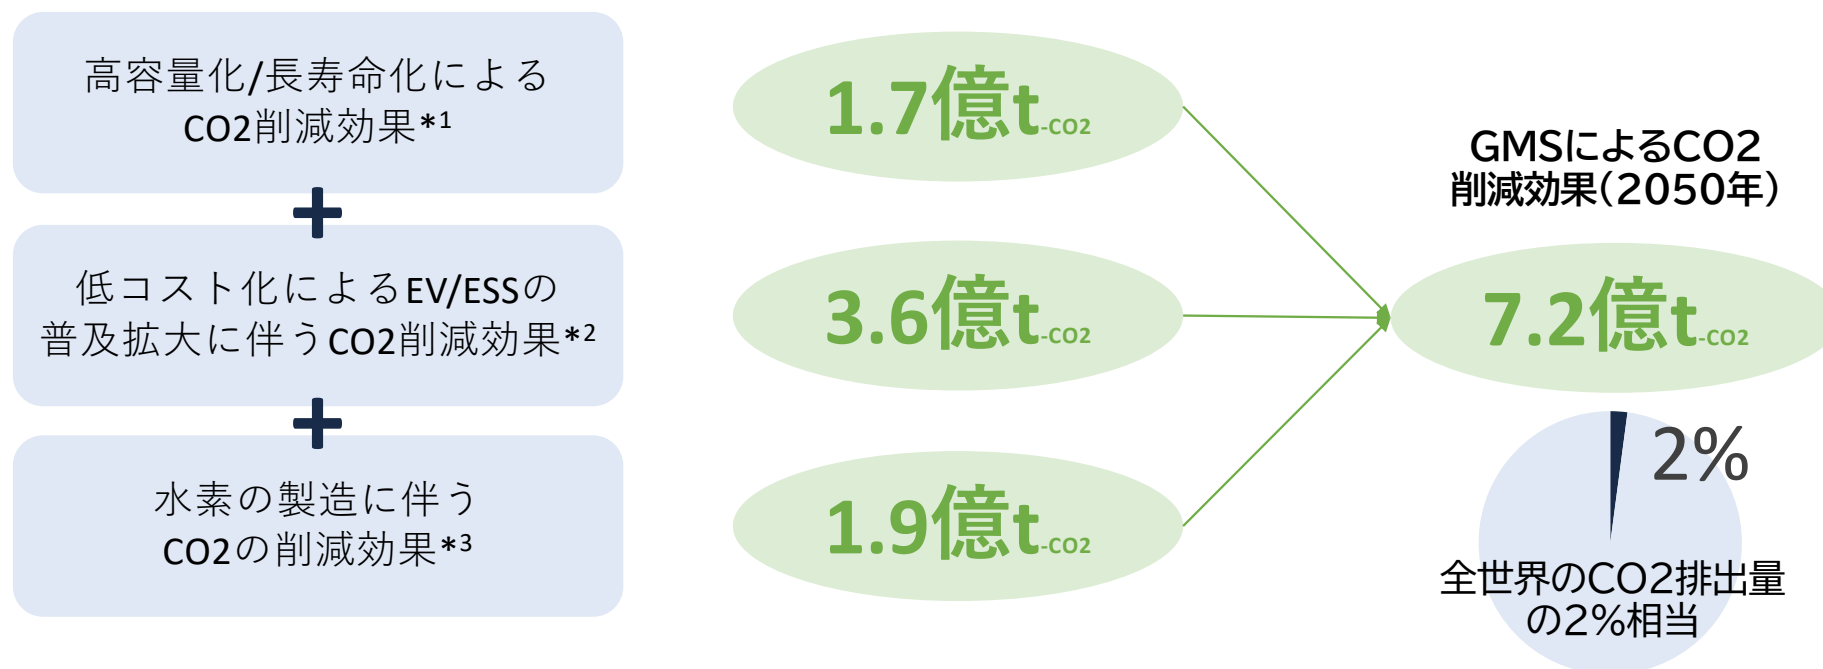 高容量化/長寿命化による
CO2削減効果*1
+
低コスト化によるEV/ESSの
普及拡大に伴うCO2削減効果*2
+
水素の製造に伴う
CO2の削減効果*3
1.7億t-CO2
3.6億t-CO2
1.9億t-CO2
GMSによるCO2
削減効果(2050年)
7.2億t-CO2
2%
全世界のCO2排出量
の2%相当